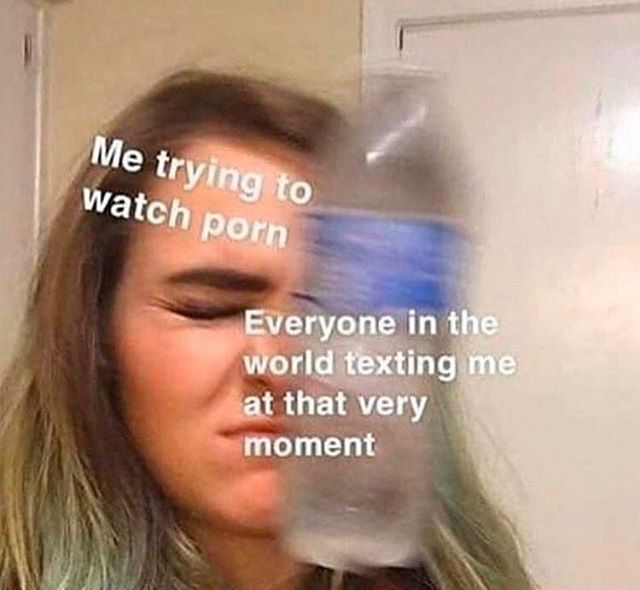 Me trying to
watch porn
Everyone in the
world texting me
at that very
moment